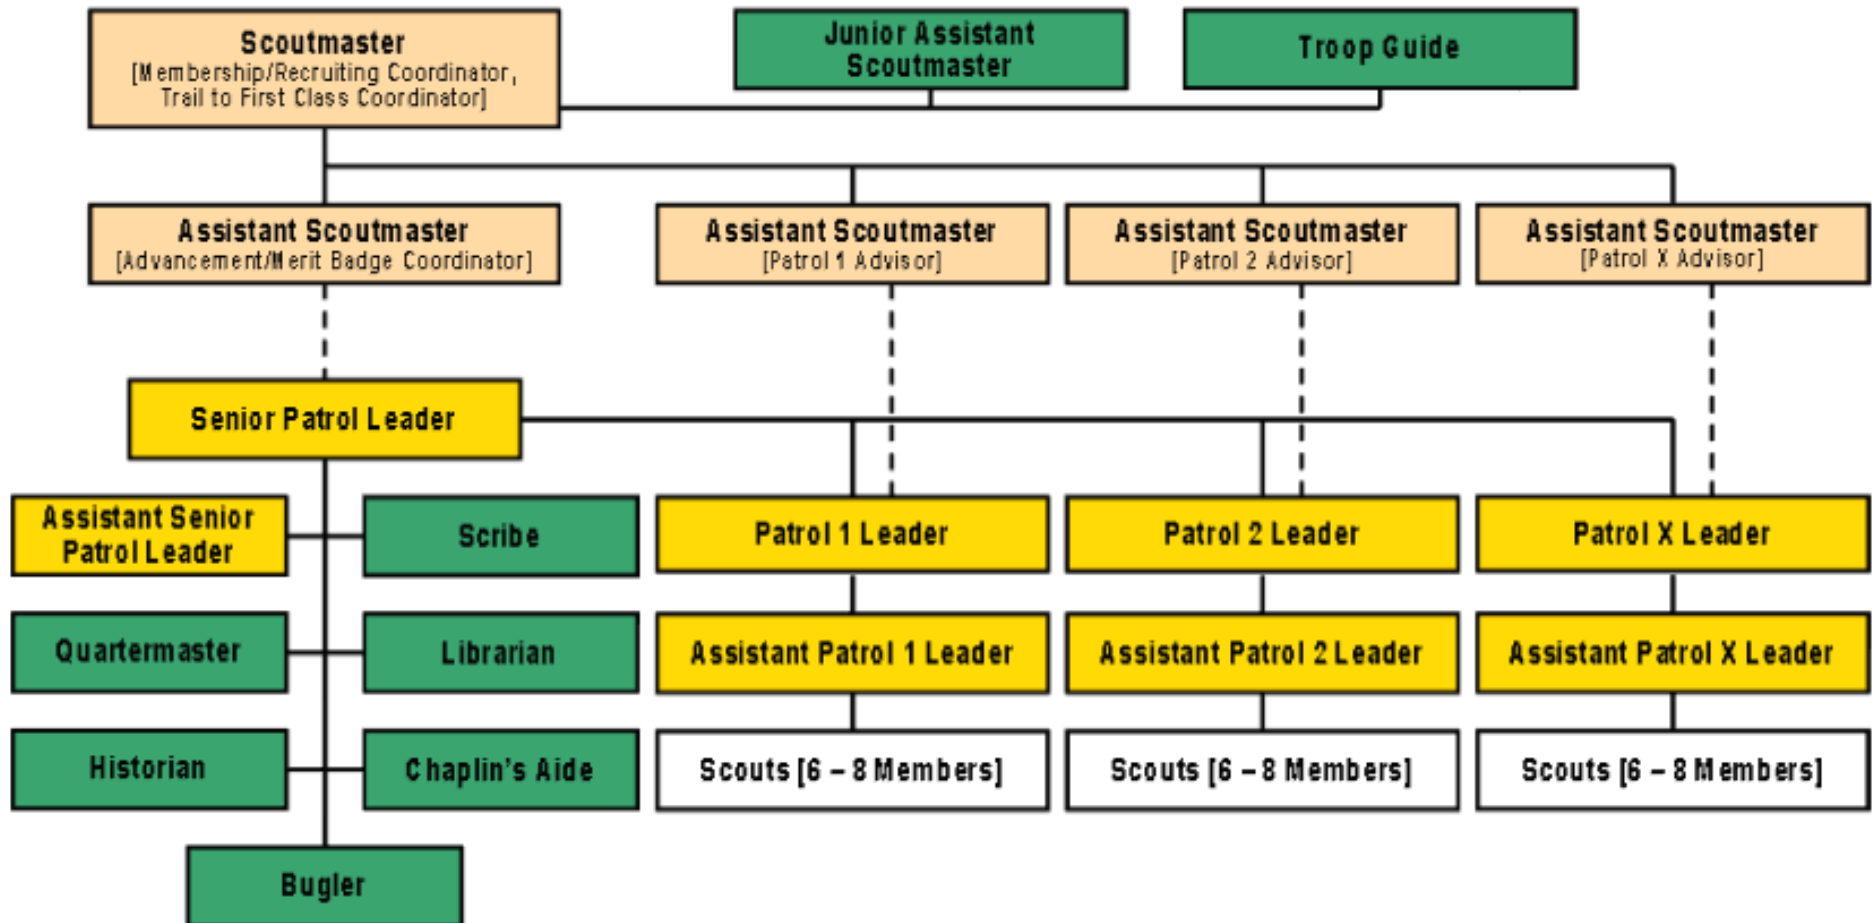 Scoutmaster
[Membership/Recruiting Coordinator,
Trail to First Class Coordinator]
Junior Assistant
Scoutmaster
Troop Guide
Assistant Scoutmaster
[Advancement/Merit Badge Coordinator]
Assistant Scoutmaster
[Patrol 1 Advisor]
Assistant Scoutmaster
[Patrol 2 Advisor]
Assistant Scoutmaster
[Patrol X Advisor]
Senior Patrol Leader
Assistant Senior
Patrol Leader
Scribe
Patrol 1 Leader
Patrol 2 Leader
Patrol X Leader
Quartermaster
Librarian
Assistant Patrol 1 Leader
Assistant Patrol 2 Leader
Assistant Patrol X Leader
Historian
Chaplin's Aide
Scouts [6 – 8 Members]
Scouts [6 – 8 Members]
Scouts [6 – 8 Members]
Bugler